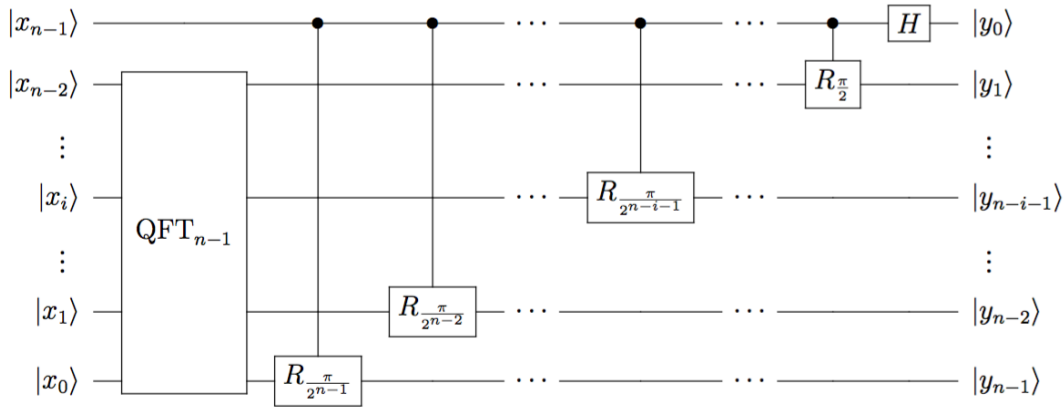 |x_{n−1}⟩ ⋯ ⋯ H |y_0⟩
|x_{n−2}⟩ ⋯ ⋯ R_{π/2} |y_1⟩
⋮ ⋮
|x_i⟩ ⋯ R_{π/2^{n−i−1}} ⋯ |y_{n−i−1}⟩
QFT_{n−1}
⋮ ⋮
|x_1⟩ R_{π/2^{n−2}} ⋯ ⋯ |y_{n−2}⟩
|x_0⟩ R_{π/2^{n−1}} ⋯ ⋯ |y_{n−1}⟩